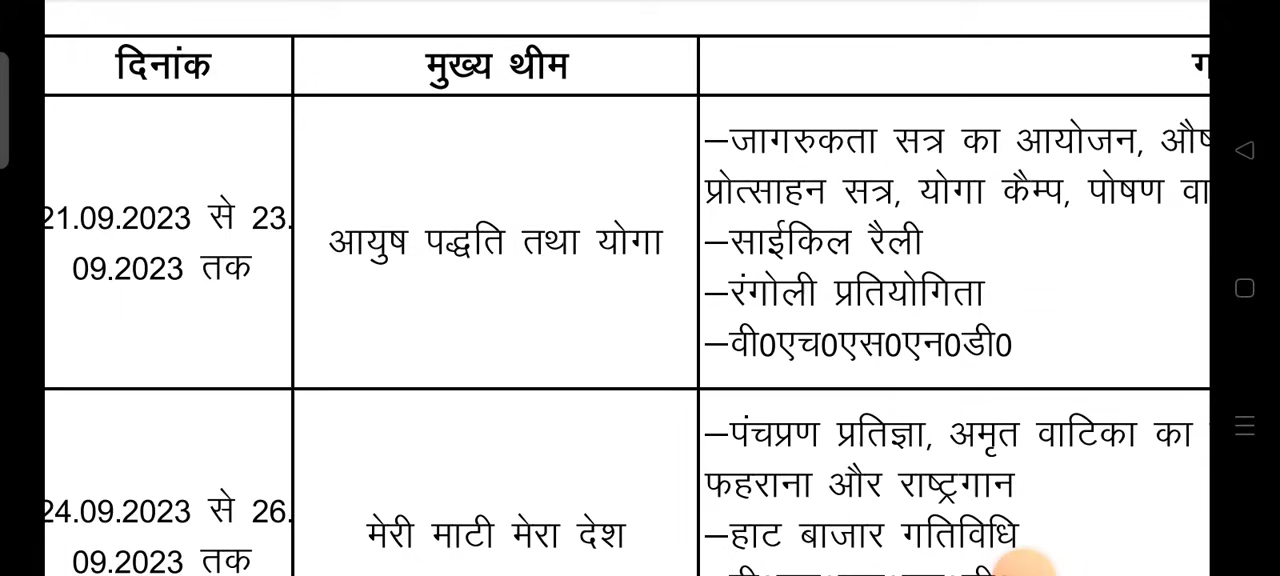 दिनांक
मुख्य थीम
–जागरुकता सत्र का आयोजन,
प्रोत्साहन सत्र, योगा कैम्प, पोषण
21.09.2023 से 23.
09.2023 तक
आयुष पद्धति तथा योगा
–साईकिल रैली
–रंगोली प्रतियोगिता
–वी0एच0एस0एन0डी0
–पंचप्रण प्रतिज्ञा, अमृत वाटिका का
फहराना और राष्ट्रगान
24.09.2023 से 26.
09.2023 तक
मेरी माटी मेरा देश
–हाट बाजार गतिविधि